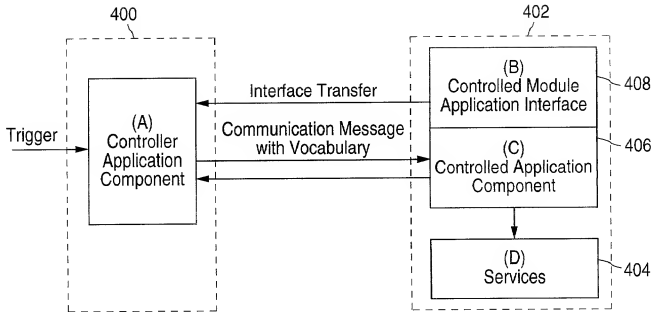 400
402
(A)
Controller
Application
Component
Trigger
Interface Transfer
Communication Message
with Vocabulary
(B)
Controlled Module
Application Interface
408
(C)
Controlled Application
Component
406
(D)
Services
404